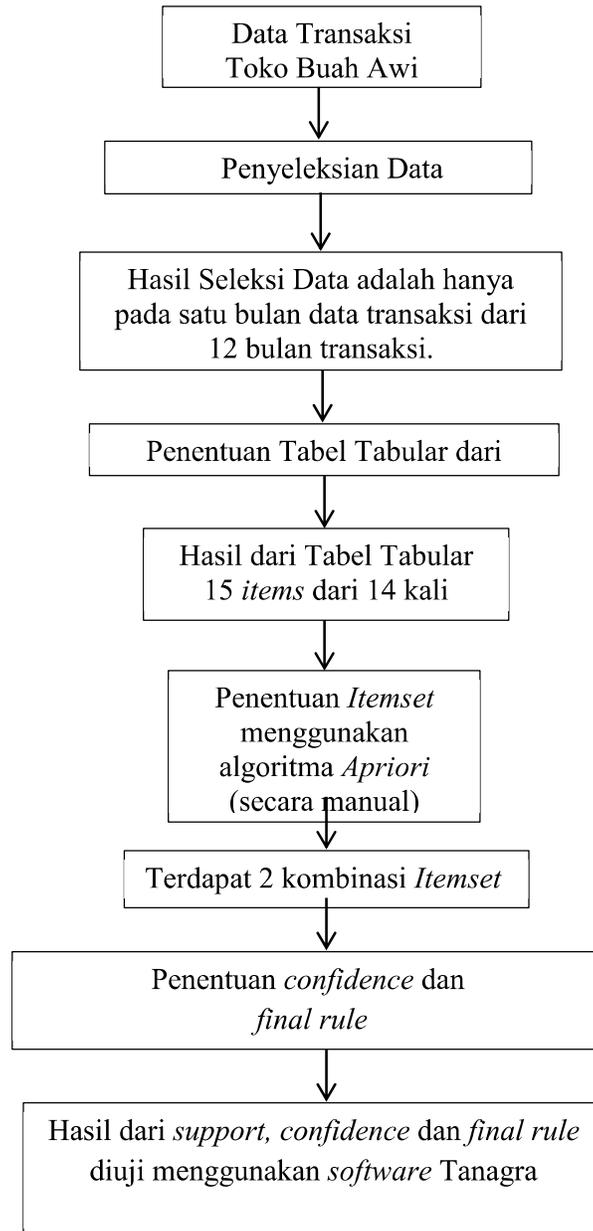 Data Transaksi
Toko Buah Awi
Penyeleksian Data
Hasil Seleksi Data adalah hanya
pada satu bulan data transaksi dari
12 bulan transaksi.
Penentuan Tabel Tabular dari
Hasil dari Tabel Tabular
15 items dari 14 kali
Penentuan Itemset
menggunakan
algoritma Apriori
(secara manual)
Terdapat 2 kombinasi Itemset
Penentuan confidence dan
final rule
Hasil dari support, confidence dan final rule
diuji menggunakan software Tanagra